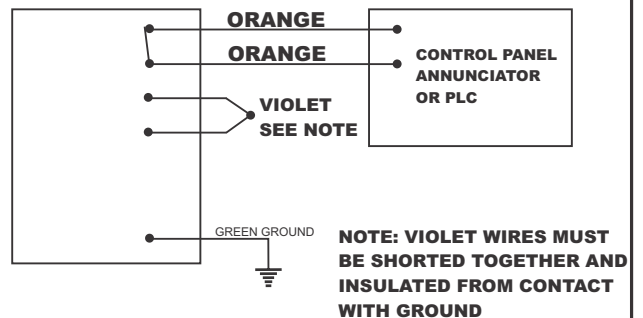 ORANGE
ORANGE
CONTROL PANEL
ANNUNCIATOR
OR PLC
VIOLET
SEE NOTE
GREEN GROUND
NOTE: VIOLET WIRES MUST
BE SHORTED TOGETHER AND
INSULATED FROM CONTACT
WITH GROUND